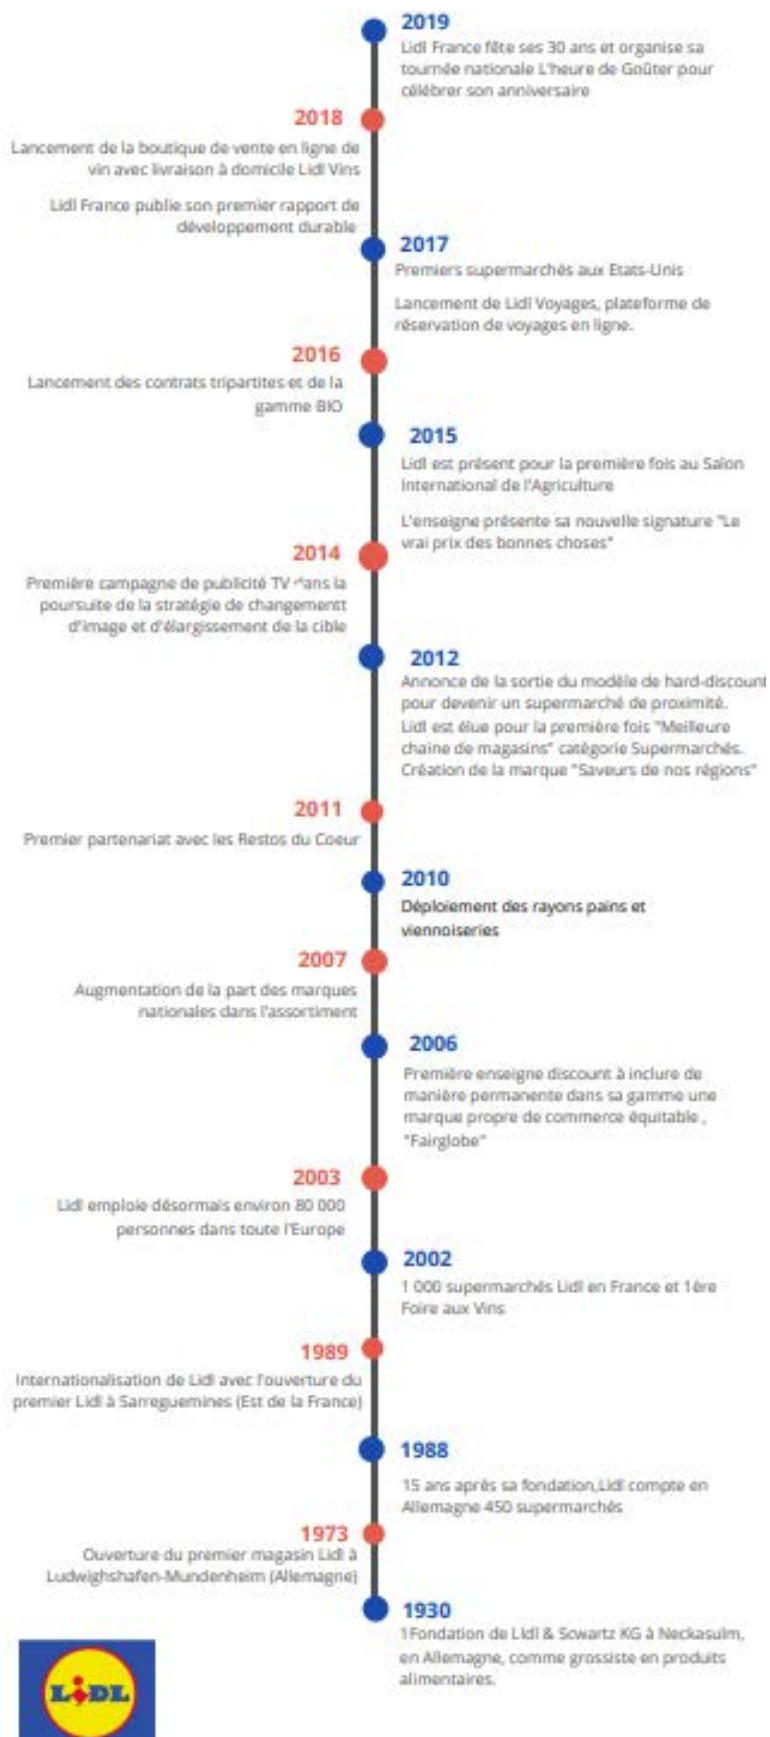 2019
Lidl France fête ses 30 ans et organise sa
tournée nationale L'heure de Goûter pour
célébrer son anniversaire
2018
Lancement de la boutique de vente en ligne de
vin avec livraison à domicile Lidl Vins
Lidl France publie son premier rapport de
développement durable
2017
Premiers supermarchés aux Etats-Unis
Lancement de Lidl Voyages, plateforme de
réservation de voyages en ligne.
2016
Lancement des contrats tripartites et de la
gamme BIO
2015
Lidl est présent pour la première fois au Salon
International de l'Agriculture
L'enseigne présente sa nouvelle signature "Le
vrai prix des bonnes choses"
2014
Première campagne de publicité TV la
poursuite de la stratégie de changementt
d'image et d'élargissement de la cible
2012
Annonce de la sortie du modèle de hard-discount
pour devenir un supermarché de proximité.
Lidl est élue pour la première fois "Meilleure
chaine de magasins" catégorie Supermarchés.
Création de la marque "Saveurs de nos régions"
2011
Premier partenariat avec les Restos du Coeur
2010
Déploiement des rayons pains et
viennoiseries
2007
Augmentation de la part des marques
nationales dans l'assortiment
2006
Première enseigne discount à inclure de
manière permanente dans sa gamme une
marque propre de commerce équitable ,
"Fairglobe"
2003
Lidl emploie désormais environ 80 000
personnes dans toute l'Europe
2002
1 000 supermarchés Lidl en France et 1ère
Foire aux Vins
1989
Internationalisation de Lidl avec l'ouverture du
premier Lidl à Sarreguemines (Est de la France)
1988
15 ans après sa fondation,Lidl compte en
Allemagne 450 supermarchés
1973
Ouverture du premier magasin Lidl à
Ludwighshafen-Mundenheim (Allemagne)
1930
1Fondation de Lidl & Scwartz KG à Neckasulm,
en Allemagne, comme grossiste en produits
alimentaires.
LiDL